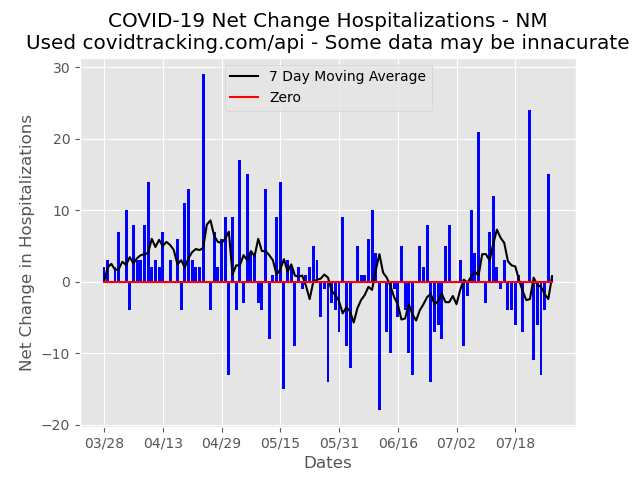 COVID-19 Net Change Hospitalizations - NM
Used covidtracking.com/api - Some data may be innacurate
7 Day Moving Average
Zero
30
20
10
0
−10
−20
Net Change in Hospitalizations
03/28 04/13 04/29 05/15 05/31 06/16 07/02 07/18
Dates